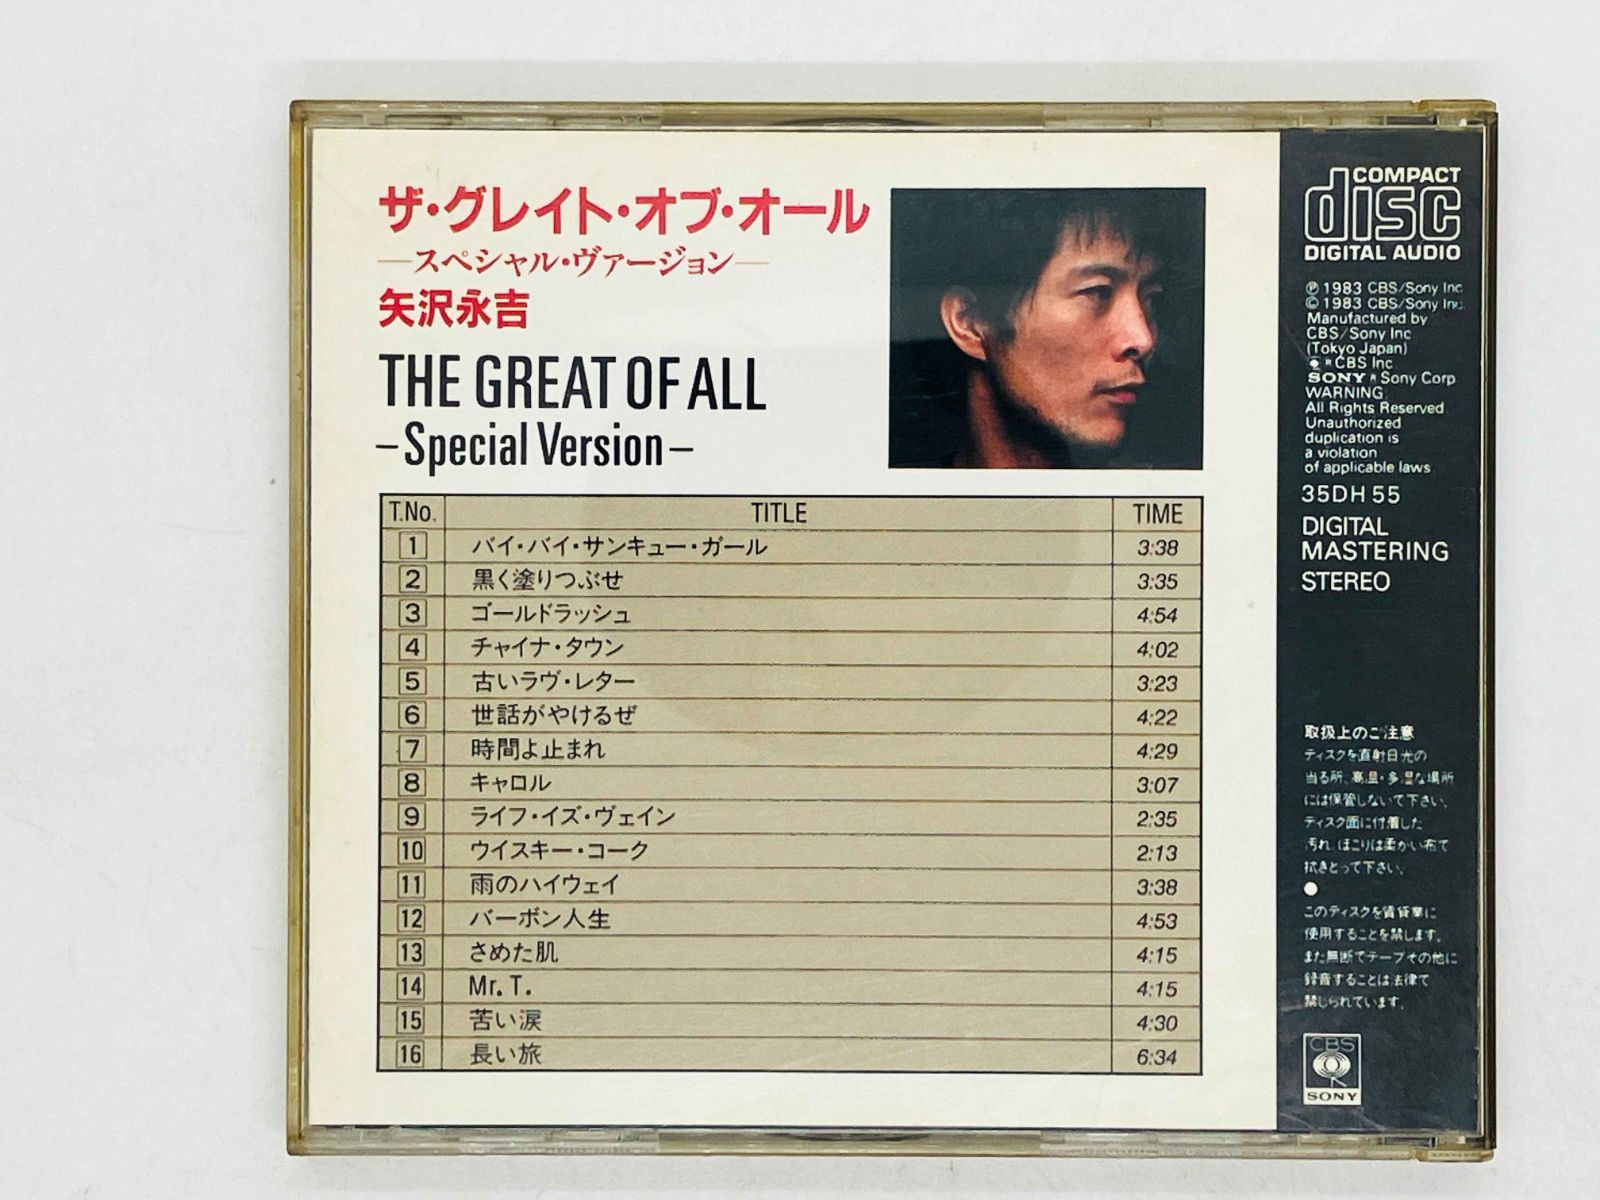 ザ・グレイト・オブ・オール
―スペシャル・ヴァージョン―
矢沢永吉
THE GREAT OF ALL
–Special Version–
T.No. TITLE TIME
1 バイ・バイ・サンキュー・ガール 3:38
2 黒く塗りつぶせ 3:35
3 ゴールドラッシュ 4:54
4 チャイナ・タウン 4:02
5 古いラヴ・レター 3:23
6 世話がやけるぜ 4:22
7 時間よ止まれ 4:29
8 キャロル 3:07
9 ライフ・イズ・ヴェイン 2:35
10 ウイスキー・コーク 2:13
11 雨のハイウェイ 3:38
12 バーボン人生 4:53
13 さめた肌 4:15
14 Mr. T. 4:15
15 苦い涙 4:30
16 長い旅 6:34
COMPACT
disc
DIGITAL AUDIO
℗ 1983 CBS/Sony Inc.
© 1983 CBS/Sony Inc.
Manufactured by
CBS/Sony Inc
(Tokyo Japan)
® CBS Inc.
SONY ® Sony Corp
WARNING:
All Rights Reserved.
Unauthorized
duplication is
a violation
of applicable laws.
35DH 55
DIGITAL
MASTERING
STEREO
取扱上のご注意
ディスクを直射日光の
当る所、高温・多湿な場所
には保管しないで下さい。
ディスク面に付着した
汚れ、ほこりは柔かい布で
拭きとって下さい。
●
このディスクを賃貸業に
使用することを禁じます。
また無断でテープその他に
録音することは法律で
禁じられています。
CBS
SONY